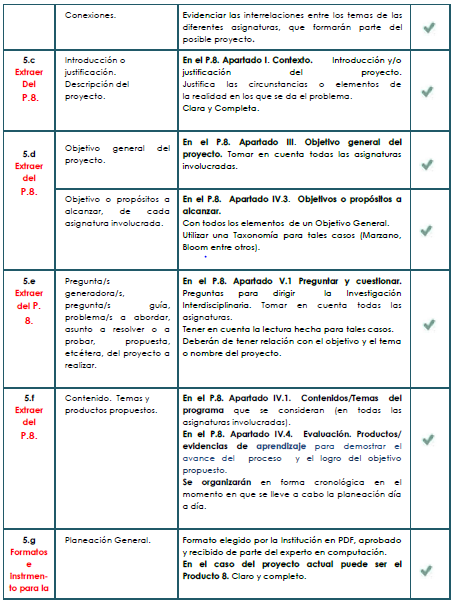 Conexiones.
Evidenciar las interrelaciones entre los temas de las
diferentes asignaturas, que formarán parte del
posible proyecto.
5.c
Extraer
Del
P.8.
Introducción o
justificación.
Descripción del
proyecto.
En el P.8. Apartado I. Contexto. Introducción y/o
justificación del proyecto.
Justifica las circunstancias o elementos de
la realidad en los que se da el problema.
Clara y Completa.
5.d
Extraer
del
P.8.
Objetivo general del
proyecto.
En el P.8. Apartado III. Objetivo general del
proyecto. Tomar en cuenta todas las asignaturas
involucradas.
Objetivo o propósitos a
alcanzar, de cada
asignatura involucrada.
En el P.8. Apartado IV.3. Objetivos o propósitos a
alcanzar.
Con todos los elementos de un Objetivo General.
Utilizar una Taxonomía para tales casos (Marzano,
Bloom entre otros).
5.e
Extraer
del P.
8.
Pregunta/s
generadora/s,
pregunta/s guía,
problema/s a abordar,
asunto a resolver o a
probar, propuesta,
etcétera, del proyecto a
realizar.
En el P.8. Apartado V.1 Preguntar y cuestionar.
Preguntas para dirigir la Investigación
Interdisciplinaria. Tomar en cuenta todas las
asignaturas.
Tener en cuenta la lectura hecha para tales casos.
Deberán de tener relación con el objetivo y el tema
o nombre del proyecto.
5.f
Extraer
del
P.8.
Contenido. Temas y
productos propuestos.
En el P.8. Apartado IV.1. Contenidos/Temas del
programa que se consideran (en todas las
asignaturas involucradas).
En el P.8. Apartado IV.4. Evaluación. Productos/
evidencias de aprendizaje para demostrar el
avance del proceso y el logro del objetivo
propuesto.
Se organizarán en forma cronológica en el
momento en que se lleve a cabo la planeación día
a día.
5.g
Formatos
e
Instrmen-
to para la
Planeación General.
Formato elegido por la Institución en PDF, aprobado
y recibido de parte del experto en computación.
En el caso del proyecto actual puede ser el
Producto 8. Claro y completo.